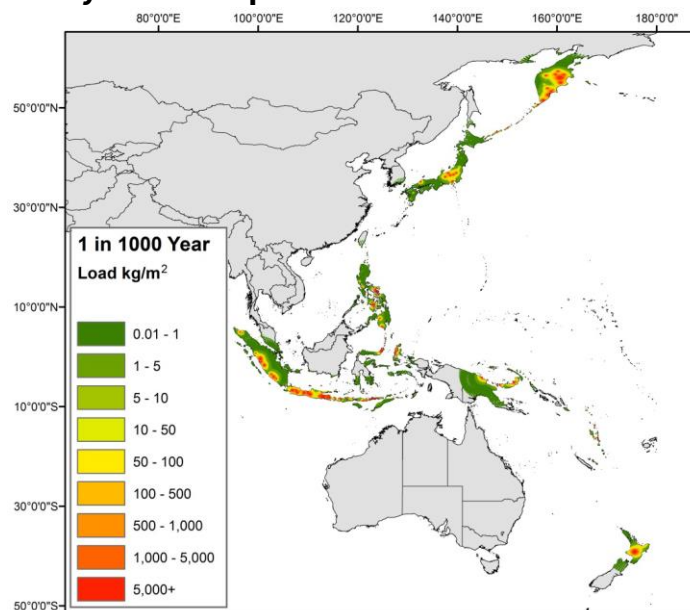 80°0'0"E 100°0'0"E 120°0'0"E 140°0'0"E 160°0'0"E 180°0'0"
50°0'0"N
30°0'0"N
10°0'0"N
10°0'0"S
30°0'0"S
50°0'0"S
1 in 1000 Year
Load kg/m²
0.01 - 1
1 - 5
5 - 10
10 - 50
50 - 100
100 - 500
500 - 1,000
1,000 - 5,000
5,000+